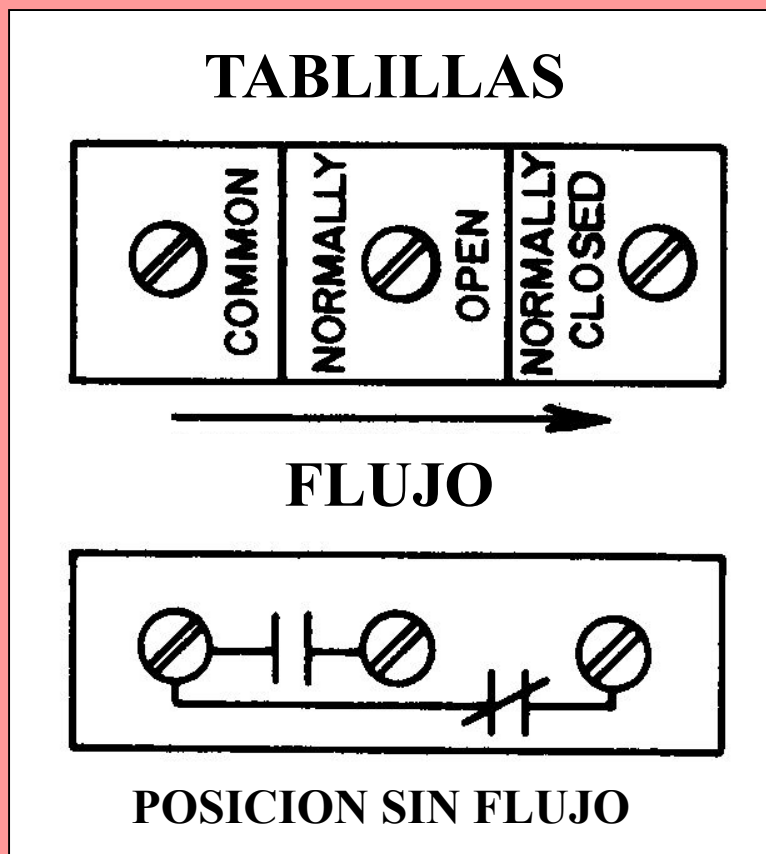 TABLILLAS
COMMON
NORMALLY
OPEN
NORMALLY
CLOSED
FLUJO
POSICION SIN FLUJO